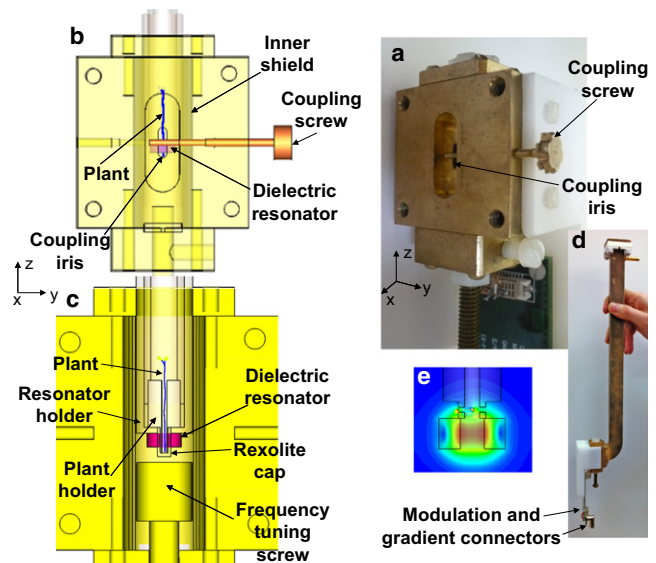 b
Inner
shield
Coupling
screw
Plant
Dielectric
resonator
Coupling
iris
z
x
y
a
Coupling
screw
Coupling
iris
z
x
y
c
Plant
Resonator
holder
Dielectric
resonator
Plant
holder
Rexolite
cap
Frequency
tuning
screw
d
e
Modulation and
gradient connectors